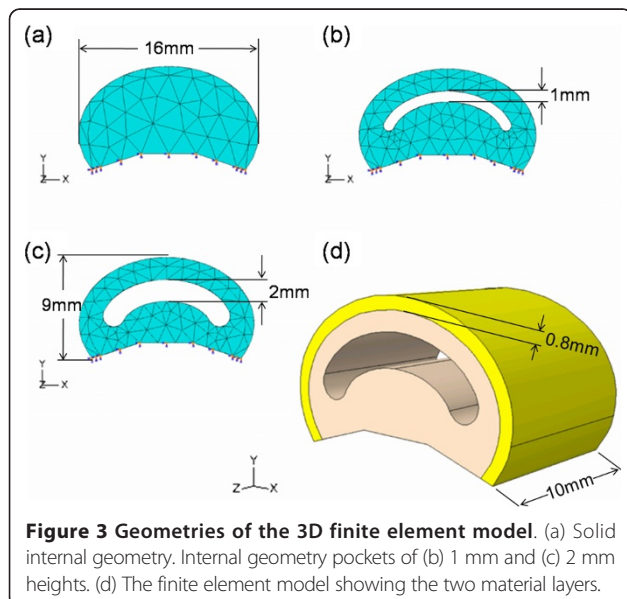 (a)
16mm
Y
Z X
(b)
1mm
Y
Z X
(c)
9mm
2mm
Y
Z X
(d)
0.8mm
10mm
Y
Z X
Figure 3 Geometries of the 3D finite element model. (a) Solid
internal geometry. Internal geometry pockets of (b) 1 mm and (c) 2 mm
heights. (d) The finite element model showing the two material layers.